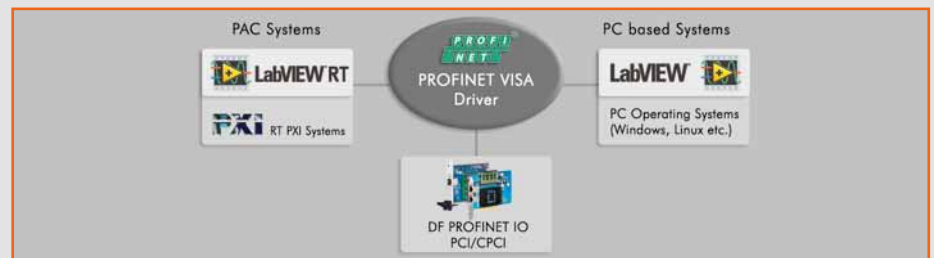 PAC Systems
LabVIEW RT
PXI RT PXI Systems
PROFI
NET
PROFINET VISA
Driver
PC based Systems
LabVIEW
PC Operating Systems
(Windows, Linux etc.)
DF PROFINET IO
PCI/CPCI